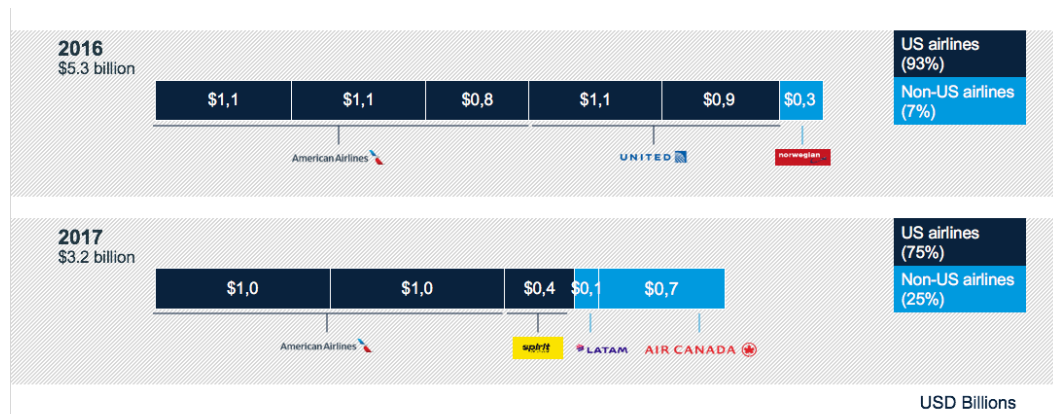 2016
$5.3 billion
$1,1 $1,1 $0,8 $1,1 $0,9 $0,3
US airlines
(93%)
Non-US airlines
(7%)
American Airlines
UNITED
norwegian
2017
$3.2 billion
$1,0 $1,0 $0,4 $0,1 $0,7
US airlines
(75%)
Non-US airlines
(25%)
American Airlines
spirit
LATAM
AIR CANADA
USD Billions